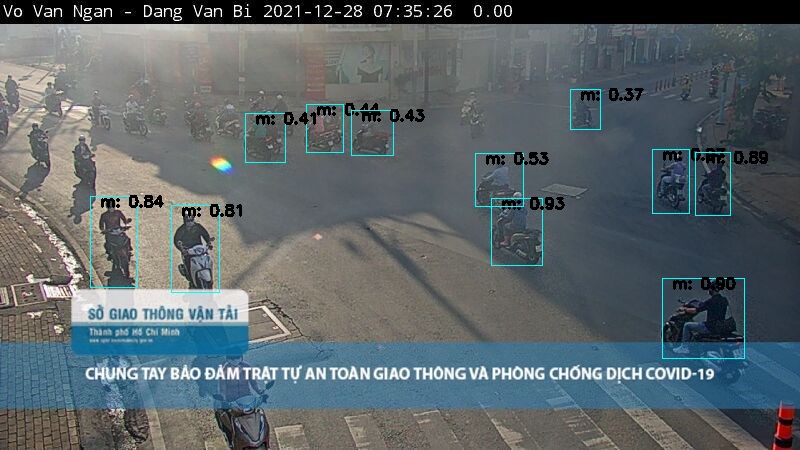 Vo Van Ngan - Dang Van Bi 2021-12-28 07:35:26 0.00
m: 0.37
m: 0.41
m: 0.44
m: 0.43
m: 0.53
m: 0.89
m: 0.84
m: 0.81
m: 0.93
m: 0.90
SỞ GIAO THÔNG VẬN TẢI
Thành phố Hồ Chí Minh
CHUNG TAY BẢO ĐẢM TRẬT TỰ AN TOÀN GIAO THÔNG VÀ PHÒNG CHỐNG DỊCH COVID-19